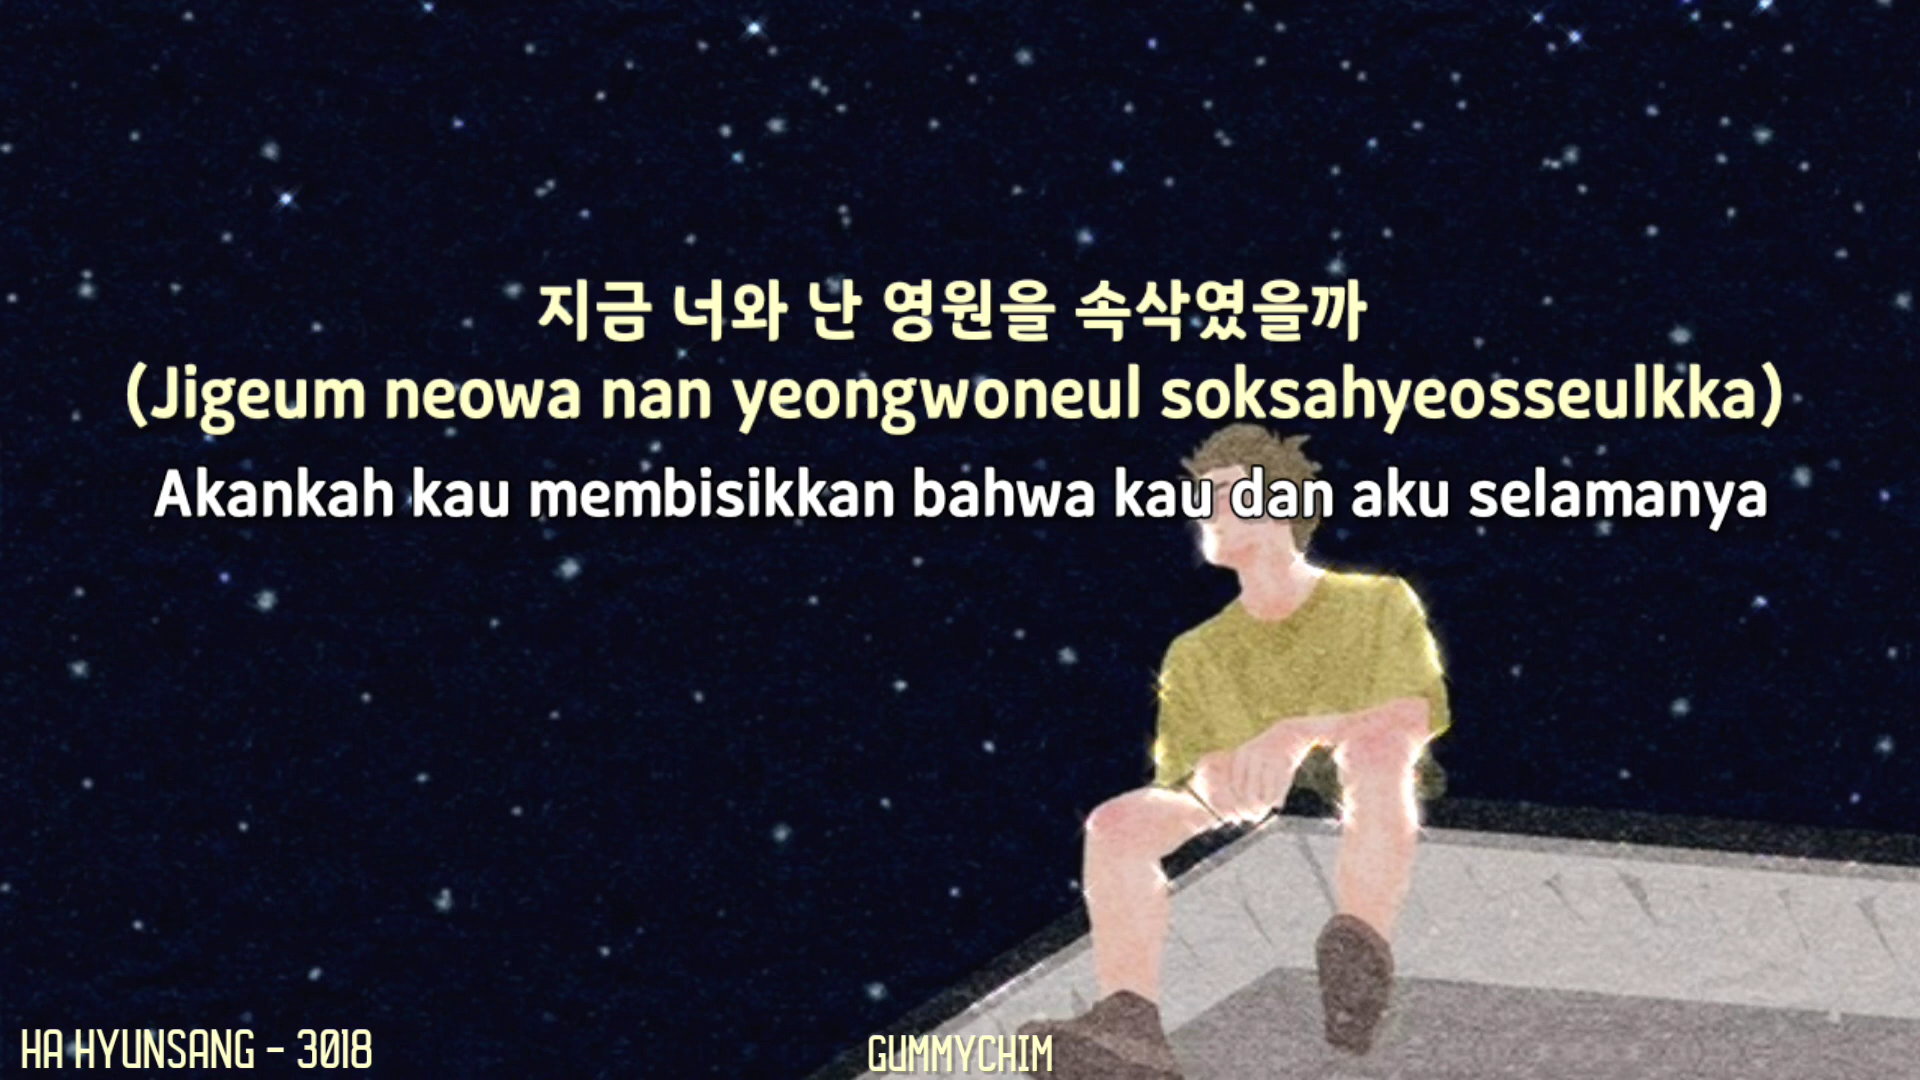 지금 너와 난 영원을 속삭였을까
(Jigeum neowa nan yeongwoneul soksahyeosseulkka)
Akankah kau membisikkan bahwa kau dan aku selamanya
HA HYUNSANG - 3018
GUMMYCHIM